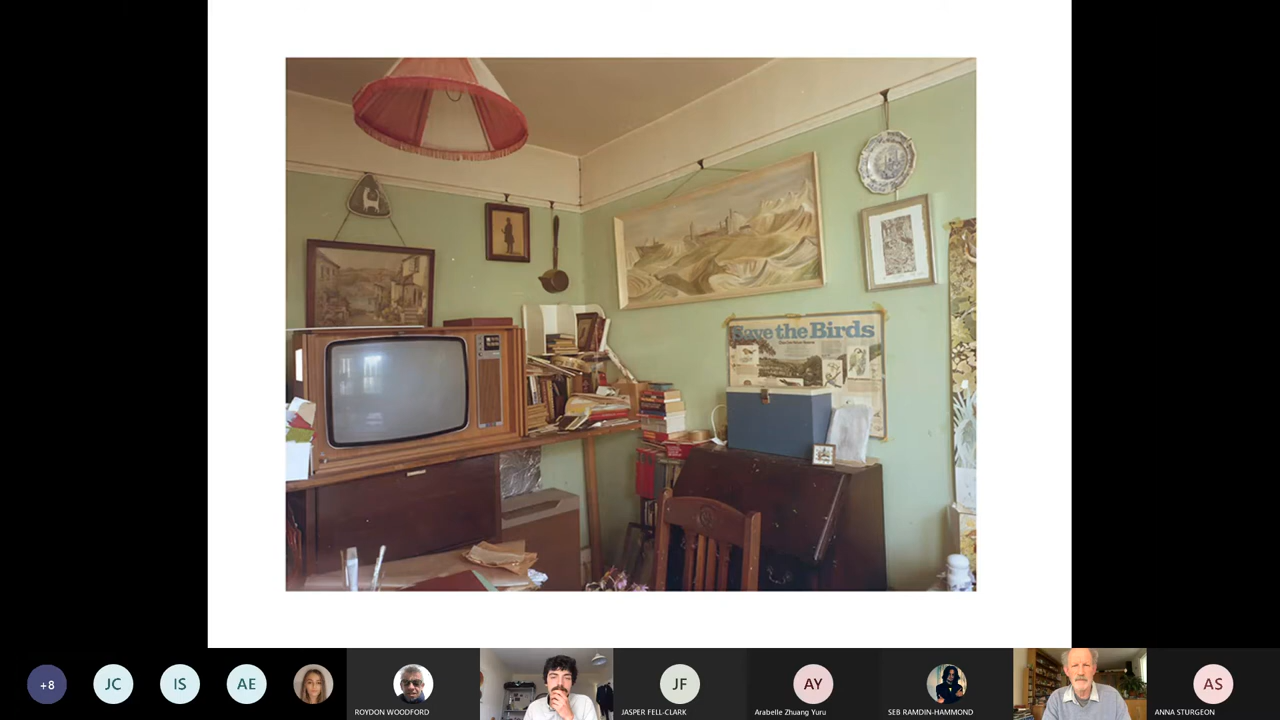 Save the Birds
+8
JC
IS
AE
ROYDON WOODFORD
JF
JASPER FELL-CLARK
AY
Arabelle Zhuang Yuru
SEB RAMDIN-HAMMOND
AS
ANNA STURGEON